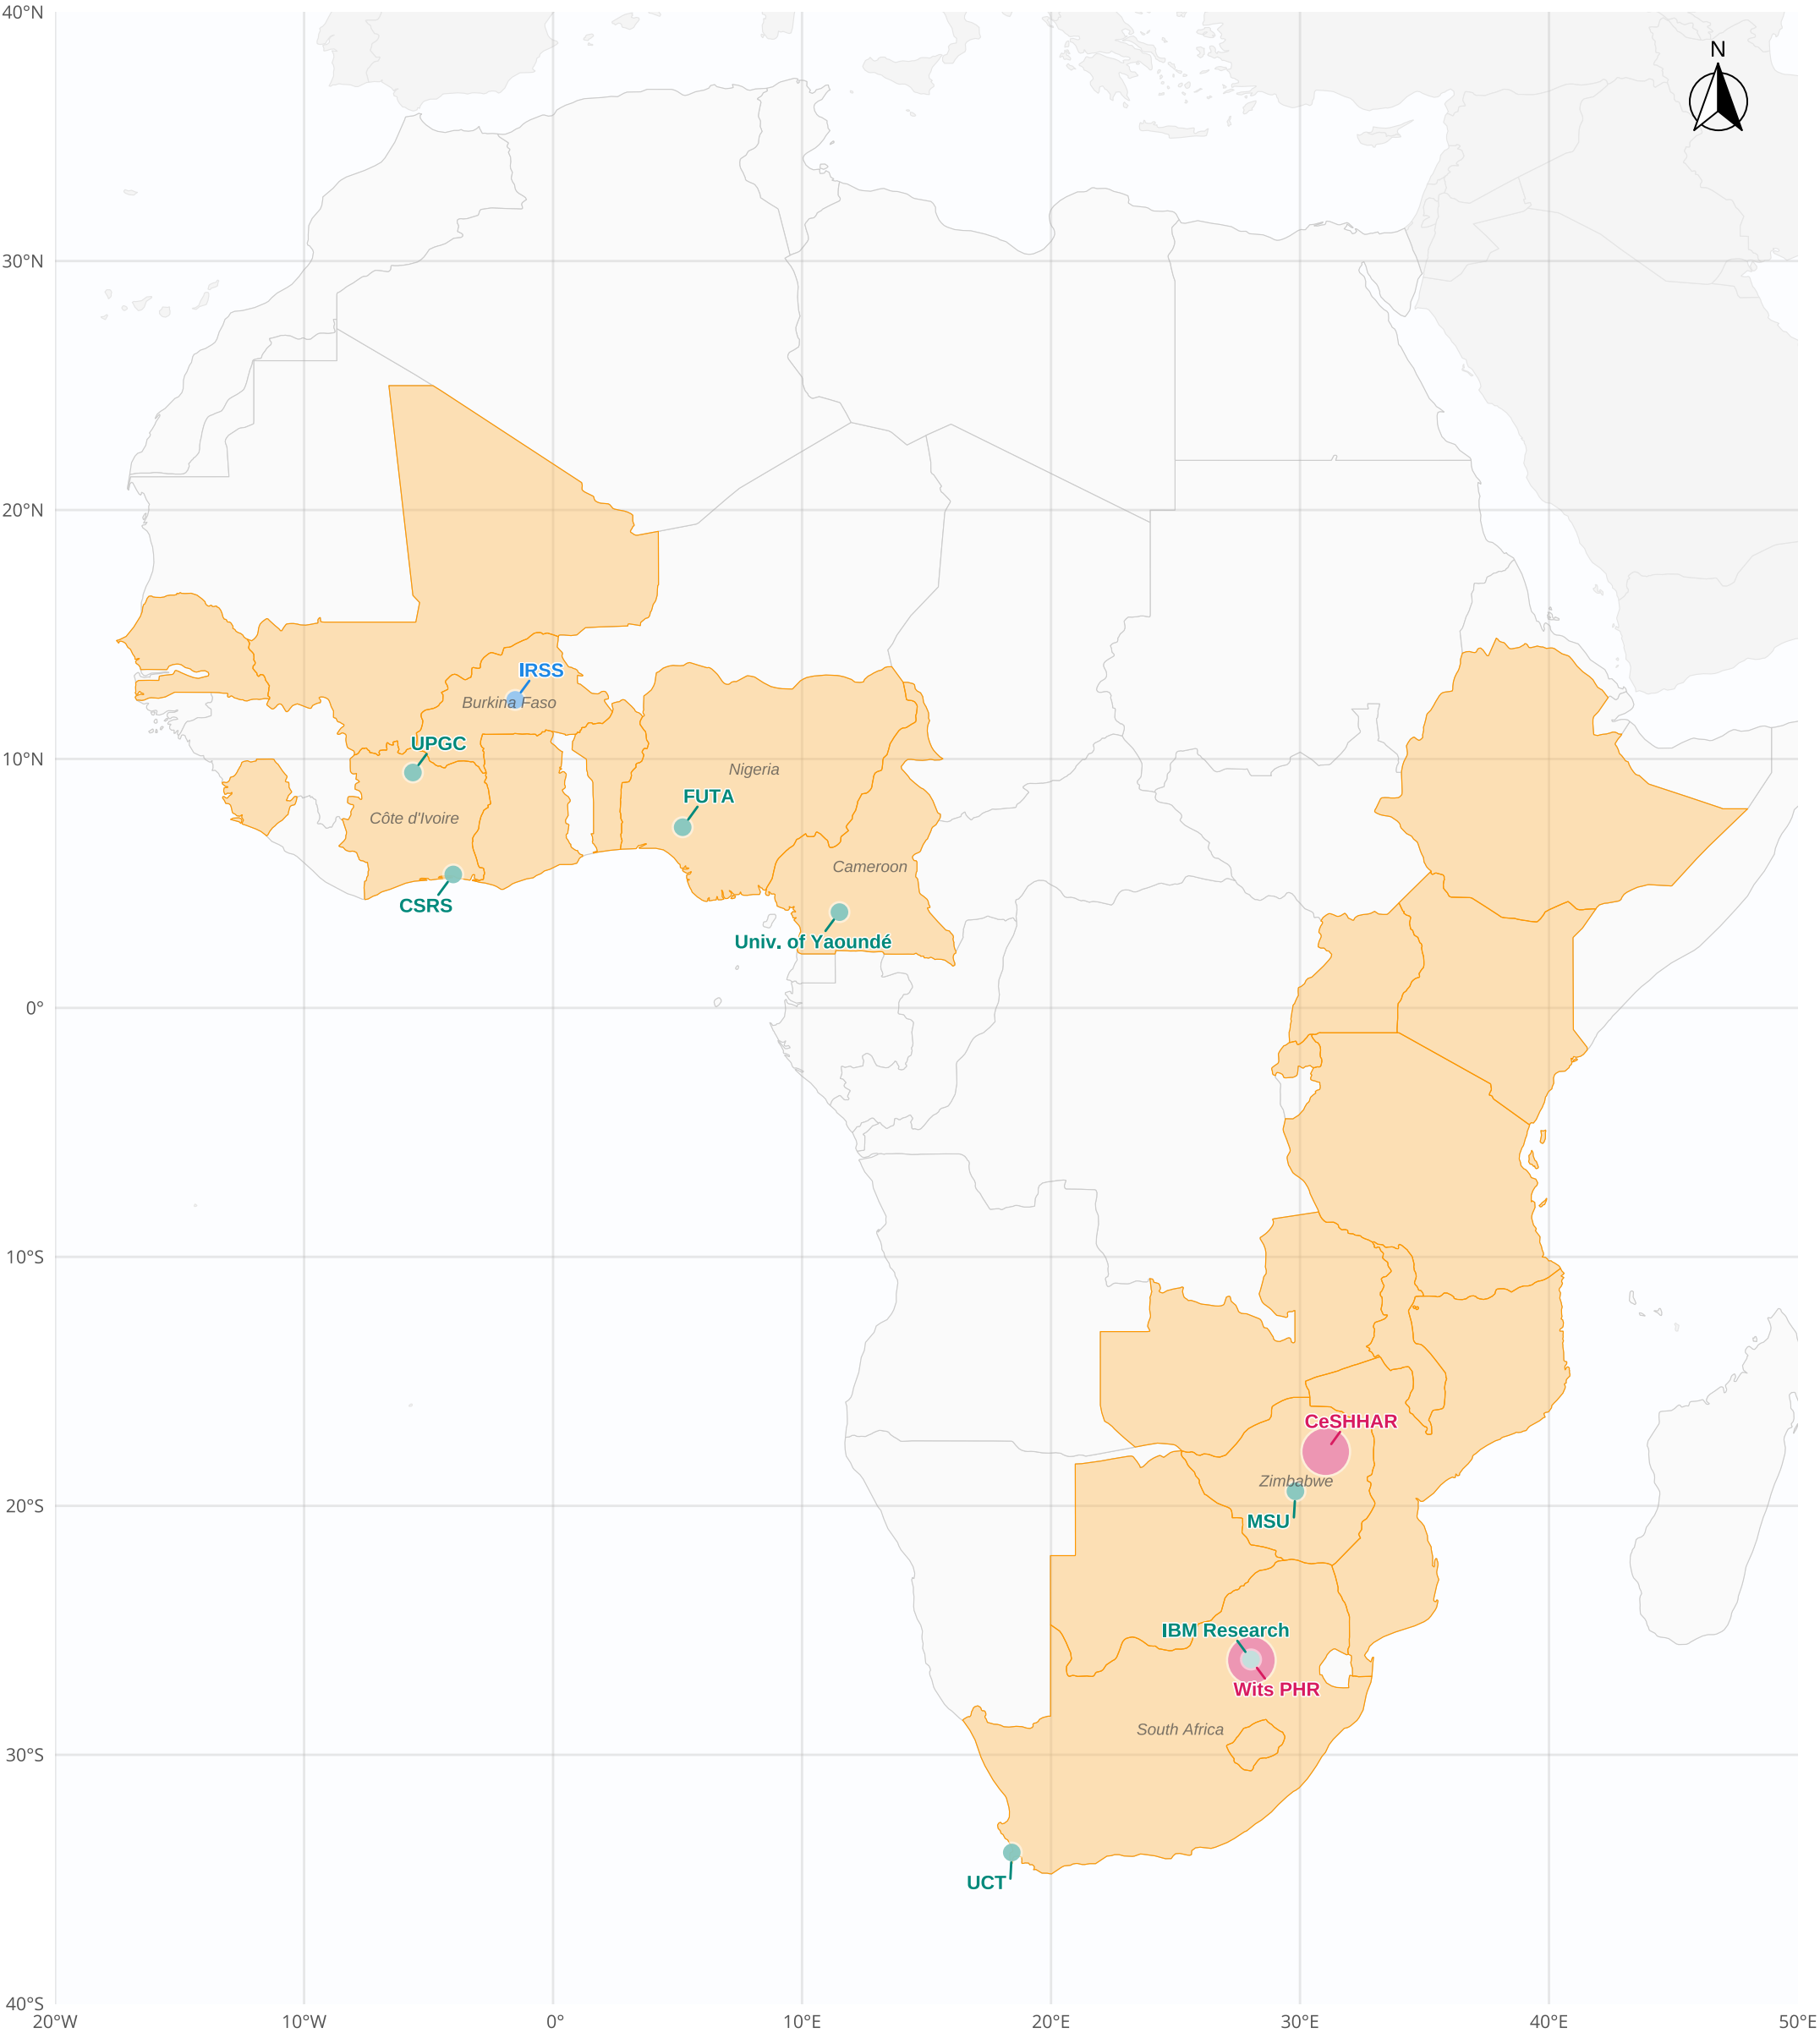 40°N
N
30°N
20°N
IRSS
Burkina Faso
UPGC
10°N
Nigeria
FUTA
Côte d'Ivoire
Cameroon
CSRS
Univ. of Yaoundé
0°
10°S
CeSHHAR
Zimbabwe
20°S
MSU
IBM Research
Wits PHR
South Africa
30°S
UCT
40°S
20°W 10°W 0° 10°E 20°E 30°E 40°E 50°E